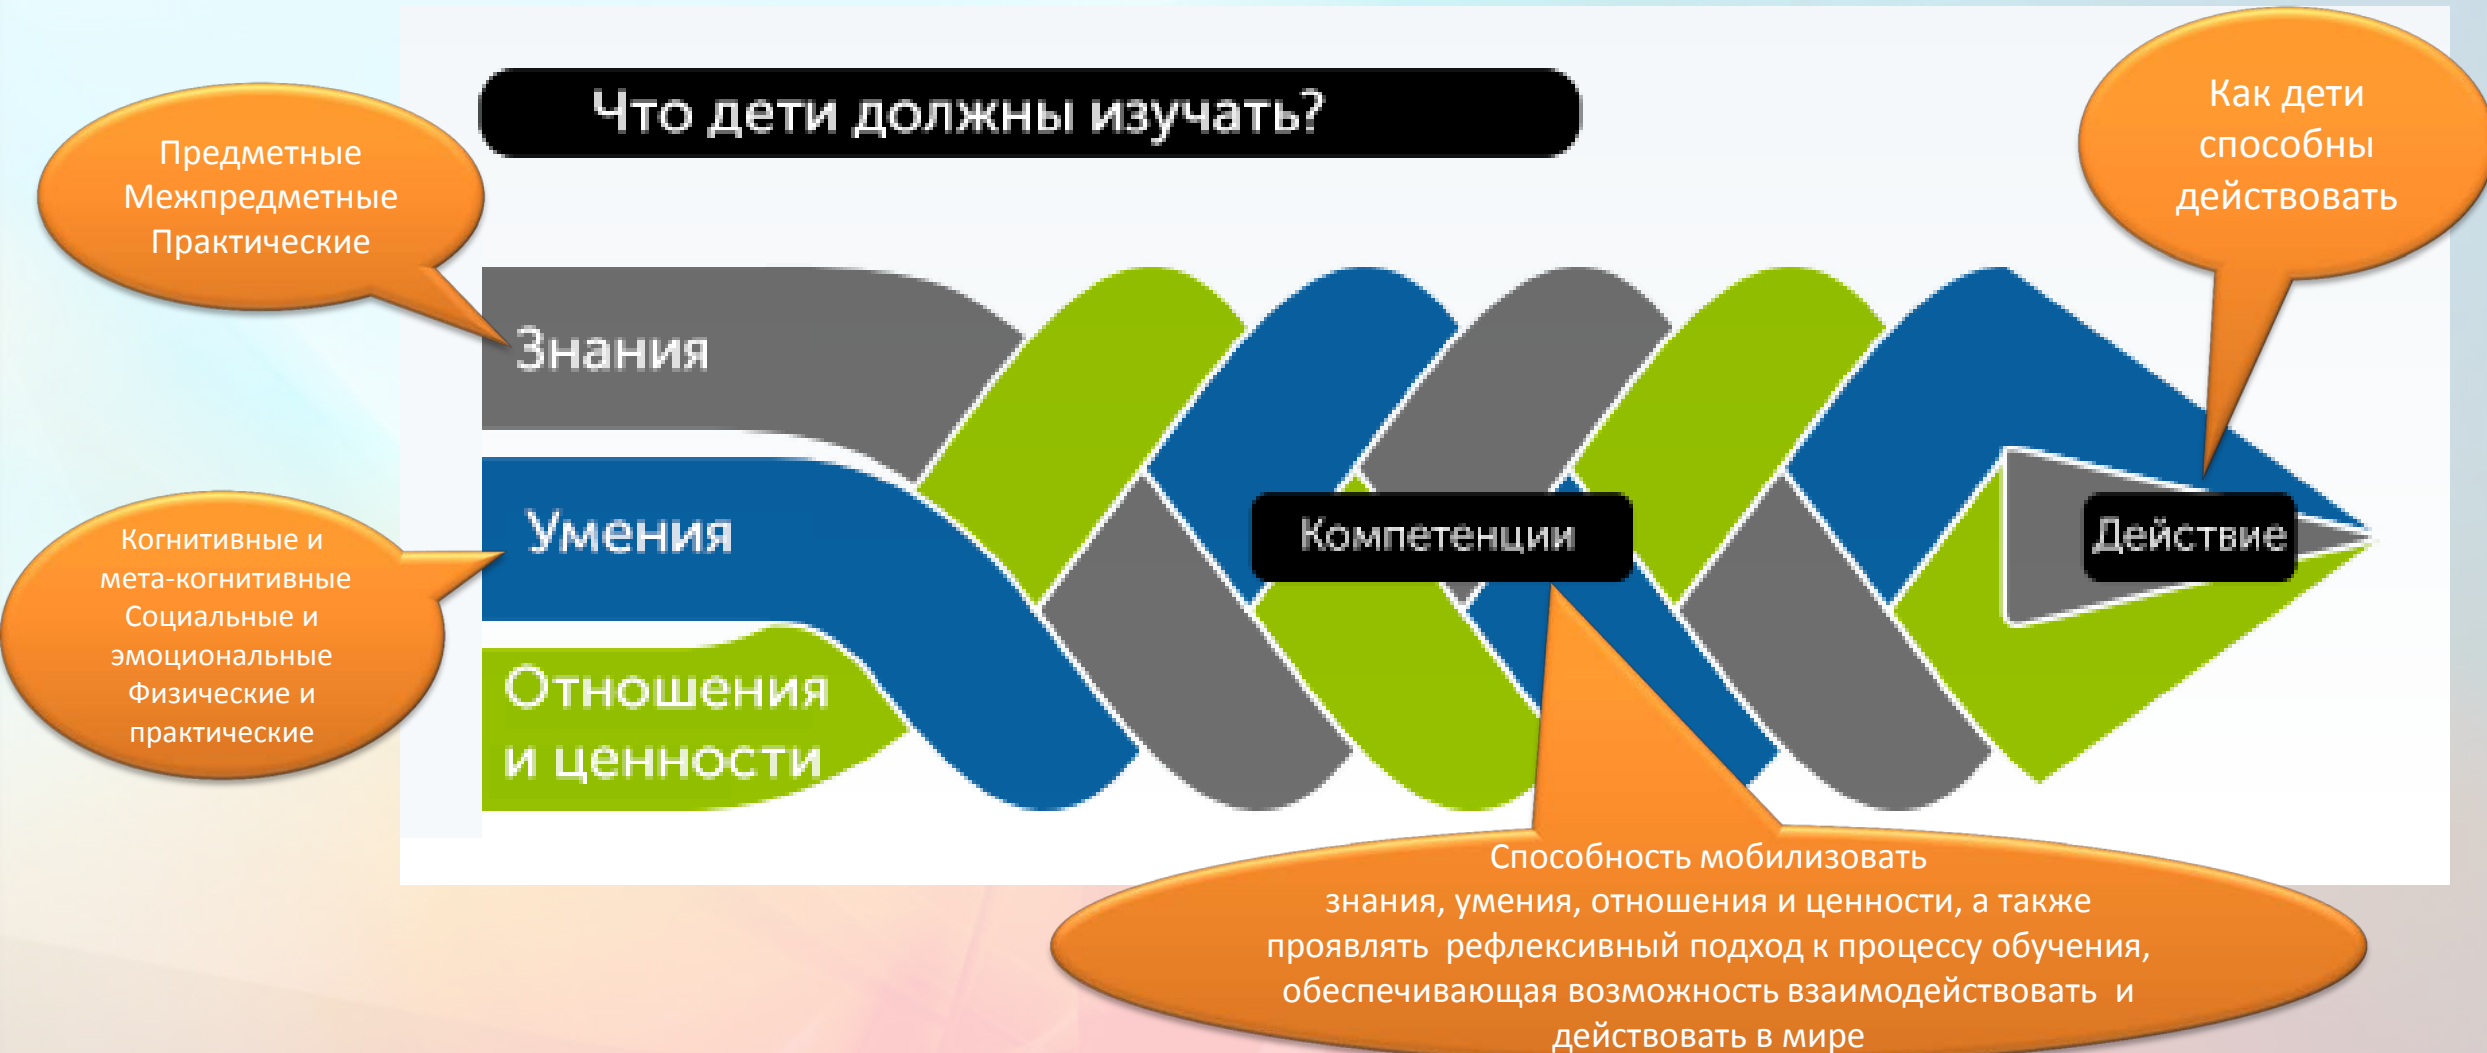 Что дети должны изучать?
Как дети
способны
действовать
Предметные
Межпредметные
Практические
Знания
Умения
Компетенции
Действие
Когнитивные и
мета-когнитивные
Социальные и
эмоциональные
Физические и
практические
Отношения
и ценности
Способность мобилизовать
знания, умения, отношения и ценности, а также
проявлять  рефлексивный подход к процессу обучения,
обеспечивающая возможность взаимодействовать  и
действовать в мире